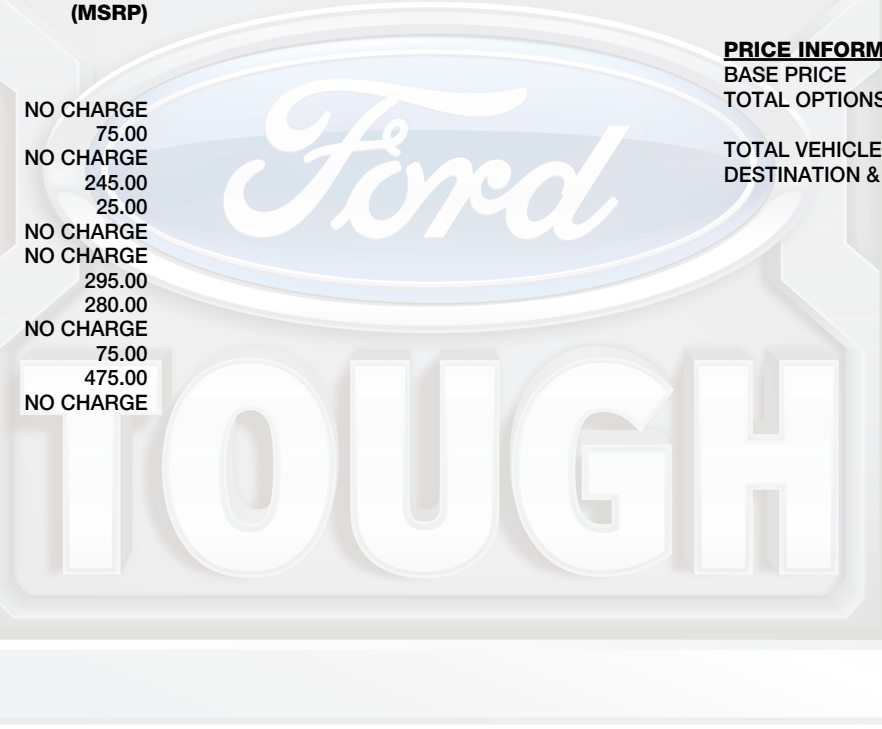 (MSRP)
NO CHARGE
75.00
NO CHARGE
245.00
25.00
NO CHARGE
NO CHARGE
295.00
280.00
NO CHARGE
75.00
475.00
NO CHARGE
PRICE INFORM
BASE PRICE
TOTAL OPTIONS
TOTAL VEHICLE
DESTINATION &
Ford
TOUGH